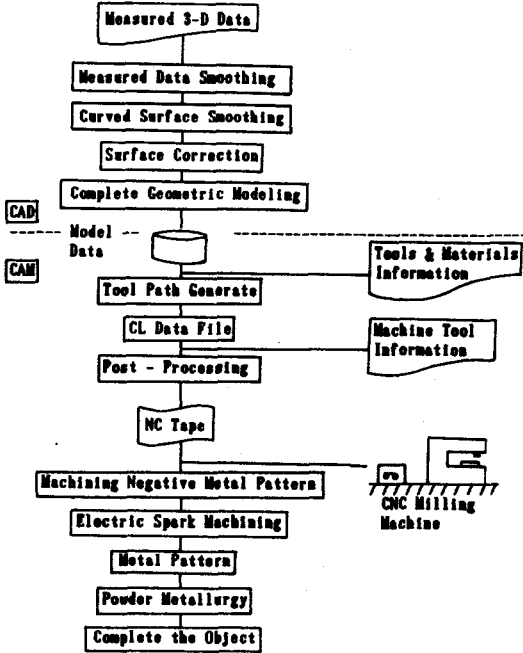 Measured 3-D Data
Measured Data Smoothing
Curved Surface Smoothing
Surface Correction
Complete Geometric Modeling
CAD
Model
Data
CAM
Tools & Materials
Information
Tool Path Generate
CL Data File
Machine Tool
Information
Post - Processing
NC Tape
Machining Negative Metal Pattern
CNC Milling
Machine
Electric Spark Machining
Metal Pattern
Powder Metallurgy
Complete the Object